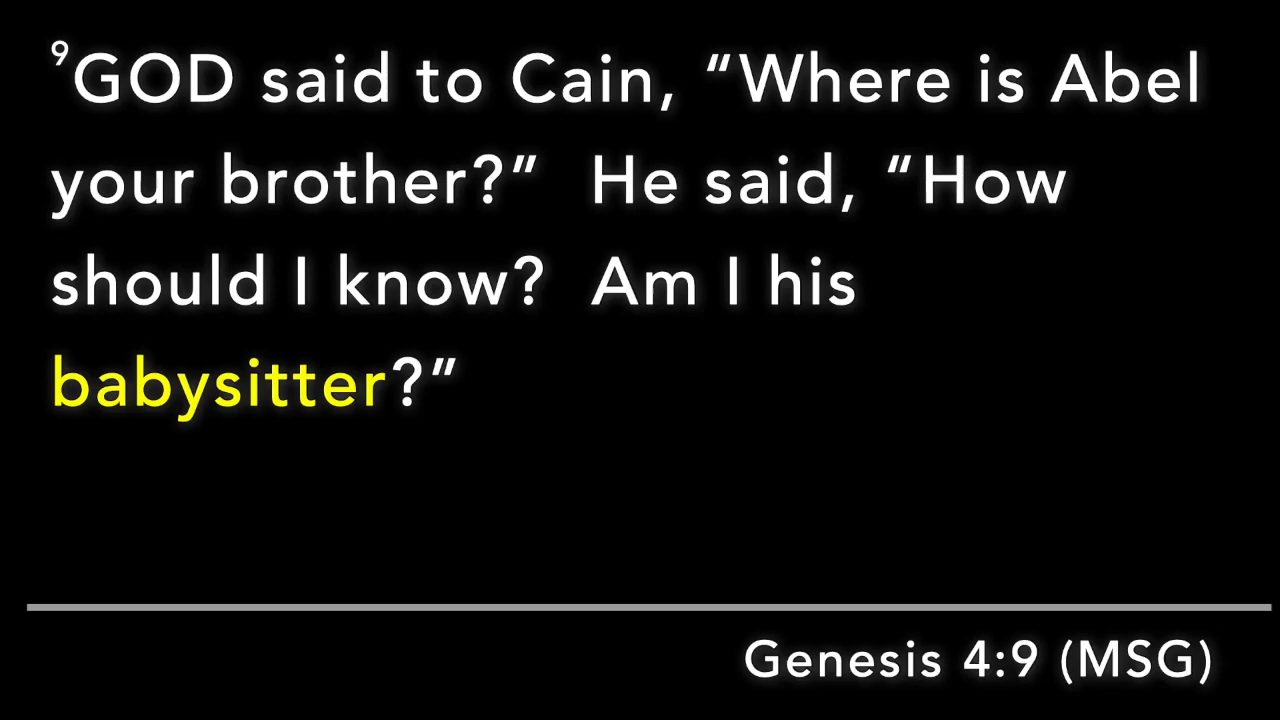 ⁹GOD said to Cain, “Where is Abel
your brother?”  He said, “How
should I know?  Am I his
babysitter?”
Genesis 4:9 (MSG)